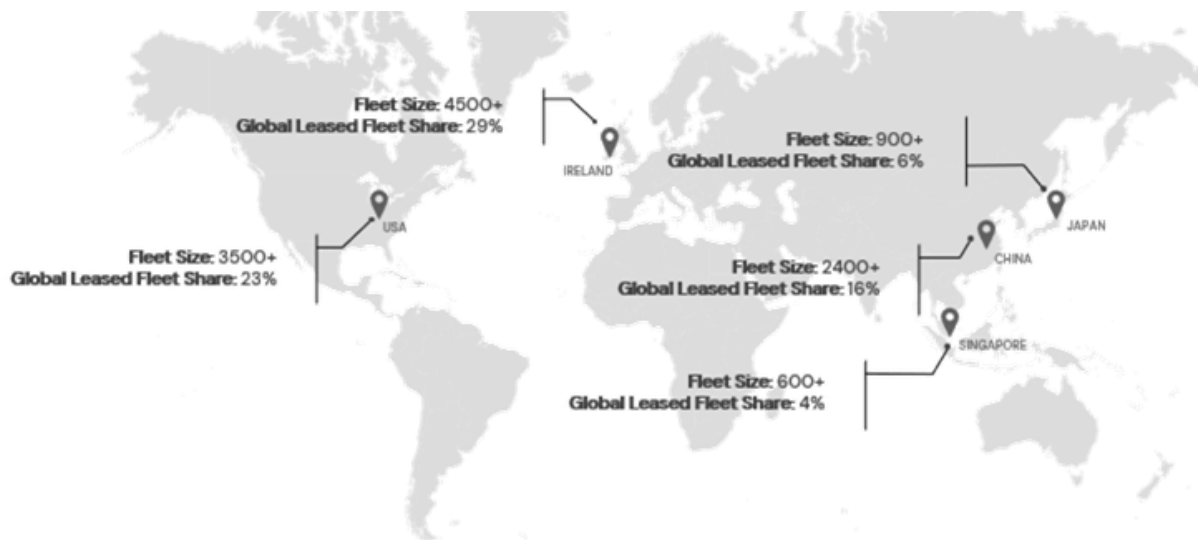 Fleet Size: 4500+
Global Leased Fleet Share: 29%
IRELAND
Fleet Size: 900+
Global Leased Fleet Share: 6%
JAPAN
USA
Fleet Size: 3500+
Global Leased Fleet Share: 23%
CHINA
Fleet Size: 2400+
Global Leased Fleet Share: 16%
SINGAPORE
Fleet Size: 600+
Global Leased Fleet Share: 4%